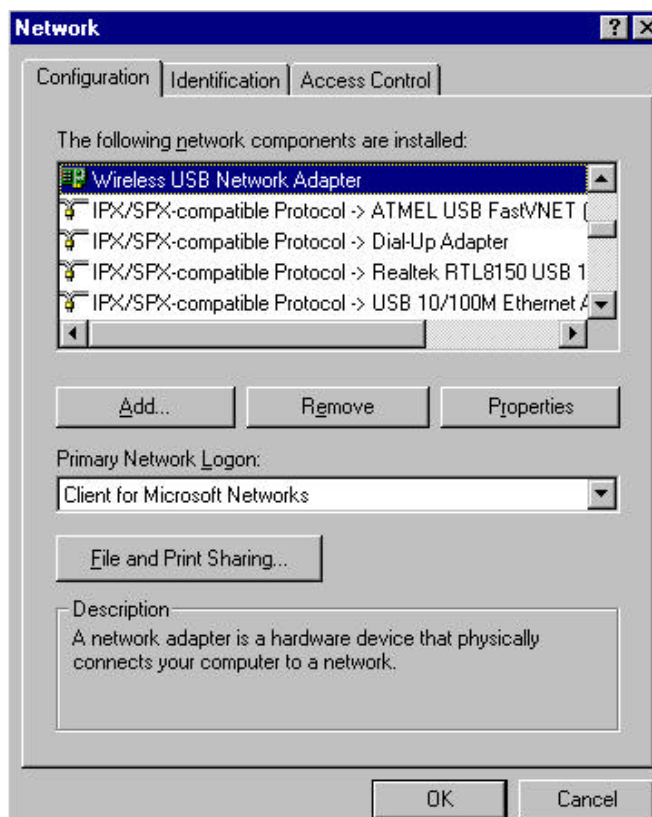 Network
Configuration Identification Access Control
The following network components are installed:
Wireless USB Network Adapter
IPX/SPX-compatible Protocol -> ATMEL USB FastVNET (
IPX/SPX-compatible Protocol -> Dial-Up Adapter
IPX/SPX-compatible Protocol -> Realtek RTL8150 USB 1
IPX/SPX-compatible Protocol -> USB 10/100M Ethernet A
Add... Remove Properties
Primary Network Logon:
Client for Microsoft Networks
File and Print Sharing...
Description
A network adapter is a hardware device that physically
connects your computer to a network.
OK Cancel